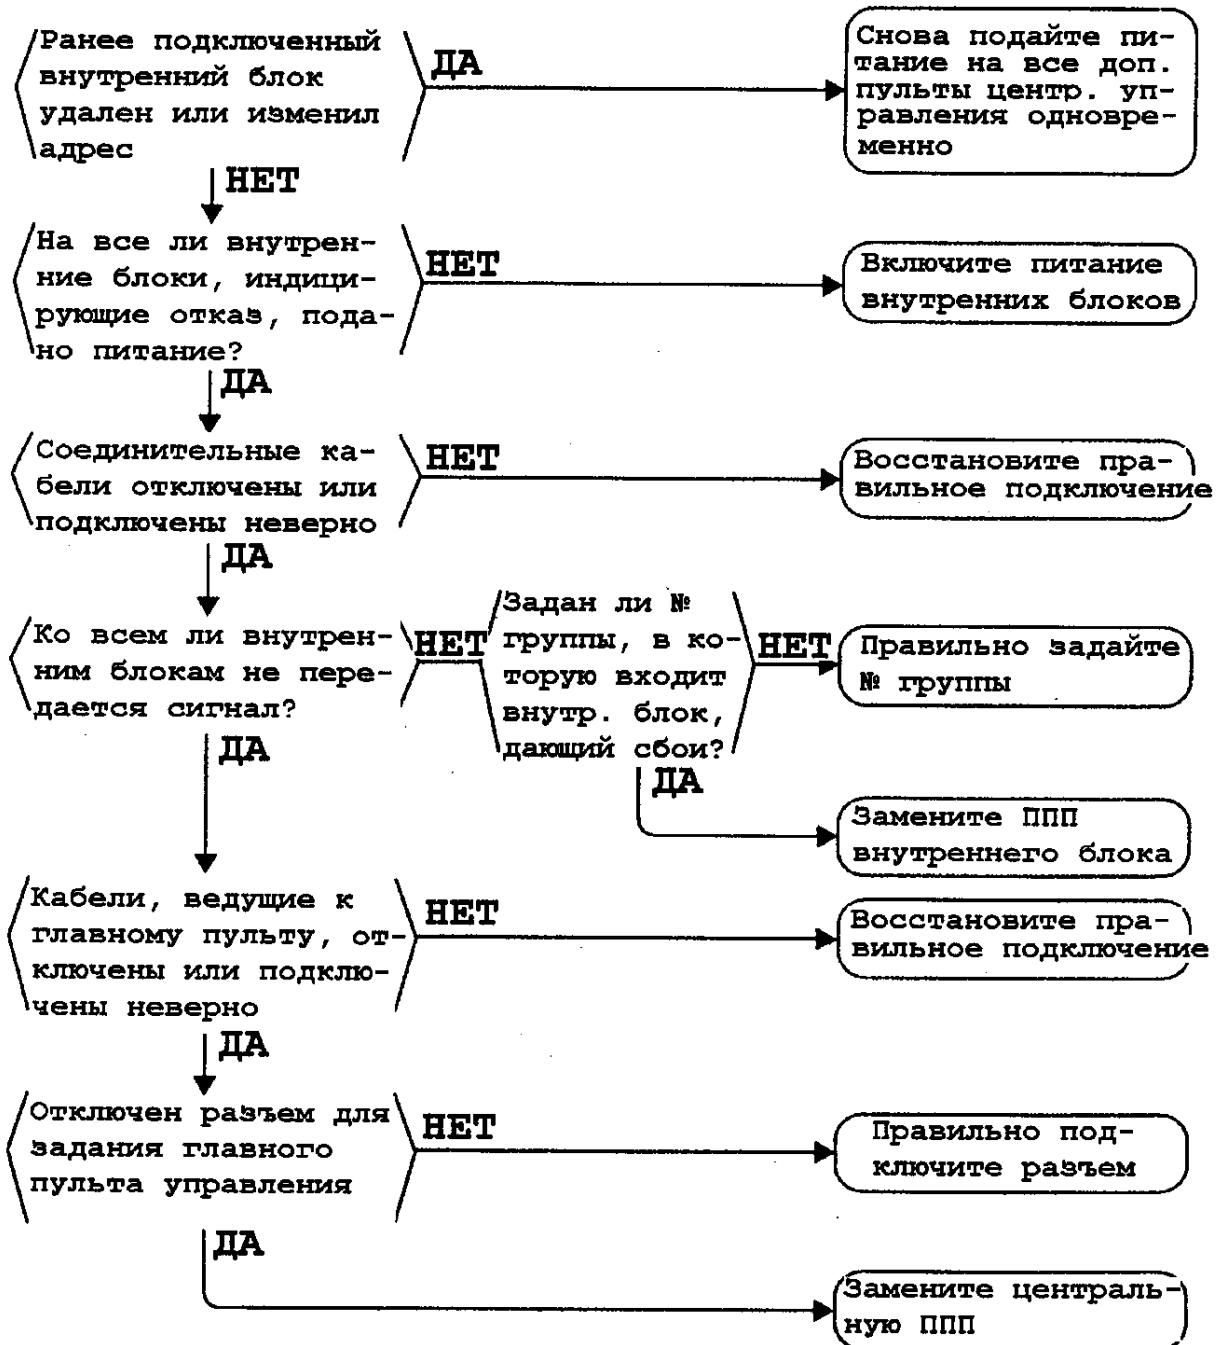 Ранее подключенный
внутренний блок
удален или изменил
адрес
ДА
Снова подайте пи-
тание на все доп.
пульты центр. уп-
равления одновре-
менно
НЕТ
На все ли внутрен-
ние блоки, индици-
рующие отказ, пода-
но питание?
НЕТ
Включите питание
внутренних блоков
ДА
Соединительные ка-
бели отключены или
подключены неверно
НЕТ
Восстановите пра-
вильное подключение
ДА
Ко всем ли внутрен-
ним блокам не пере-
дается сигнал?
НЕТ
Задан ли №
группы, в ко-
торую входит
внутр. блок,
дающий сбои?
НЕТ
Правильно задайте
№ группы
ДА
ДА
Замените ППП
внутреннего блока
Кабели, ведущие к
главному пульту, от-
ключены или подклю-
чены неверно
НЕТ
Восстановите пра-
вильное подключение
ДА
Отключен разъем для
задания главного
пульта управления
НЕТ
Правильно под-
ключите разъем
ДА
Замените централь-
ную ППП